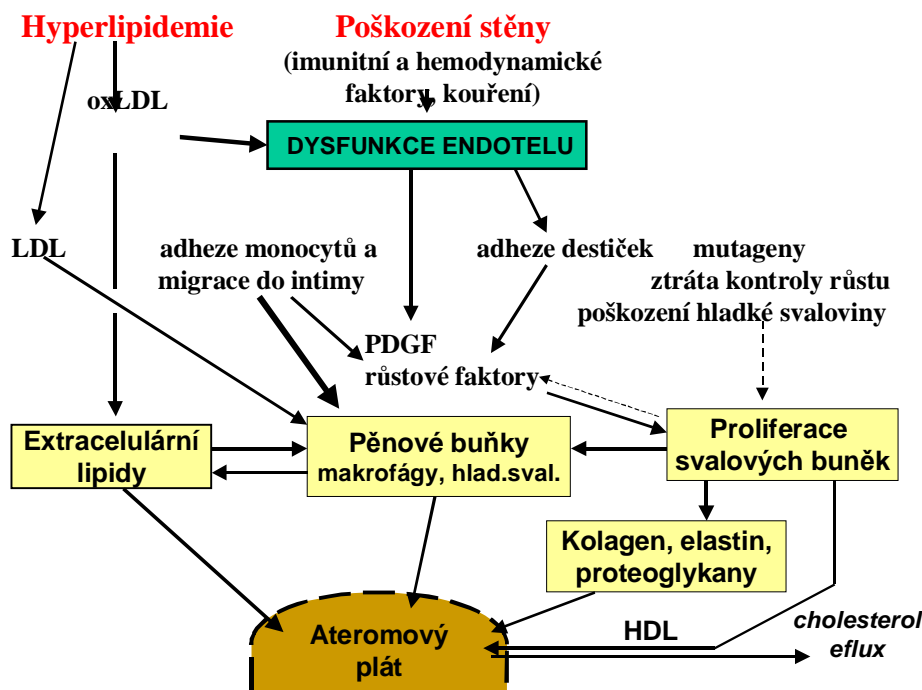 Hyperlipidemie
Poškození stěny
(imunitní a hemodynamické
faktory, kouření)
oxLDL
DYSFUNKCE ENDOTELU
LDL
adheze monocytů a
migrace do intimy
adheze destiček
mutageny
ztráta kontroly růstu
poškození hladké svaloviny
PDGF
růstové faktory
Extracelulární
lipidy
Pěnové buňky
makrofágy, hlad.sval.
Proliferace
svalových buněk
Kolagen, elastin,
proteoglykany
Ateromový
plát
HDL
cholesterol
eflux